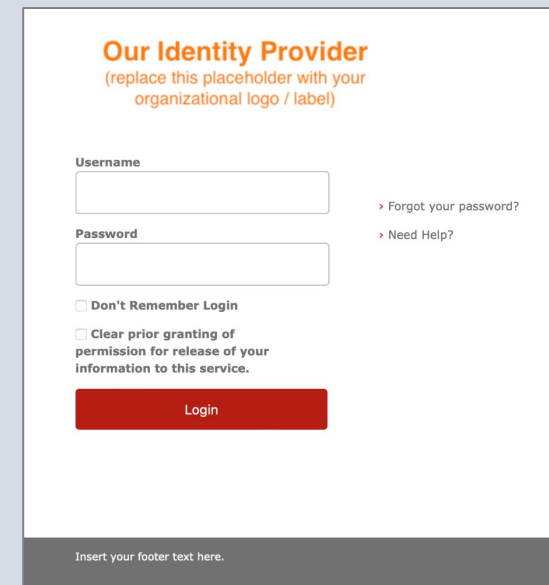 Our Identity Provider
(replace this placeholder with your
organizational logo / label)
Username
› Forgot your password?
Password
› Need Help?
Don't Remember Login
Clear prior granting of
permission for release of your
information to this service.
Login
Insert your footer text here.